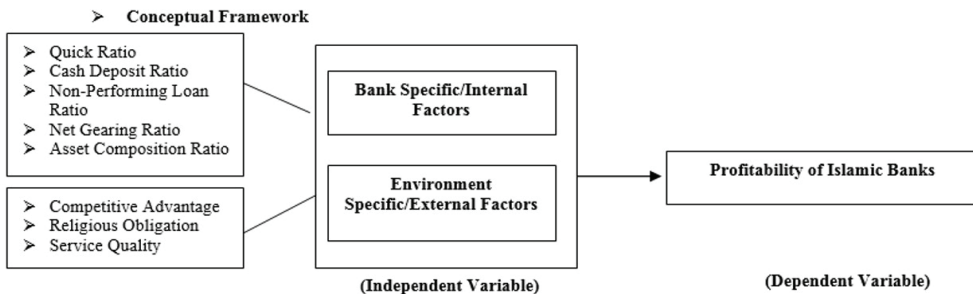 Conceptual Framework
Quick Ratio
Cash Deposit Ratio
Non-Performing Loan
Ratio
Net Gearing Ratio
Asset Composition Ratio
Competitive Advantage
Religious Obligation
Service Quality
Bank Specific/Internal
Factors
Environment
Specific/External Factors
(Independent Variable)
Profitability of Islamic Banks
(Dependent Variable)